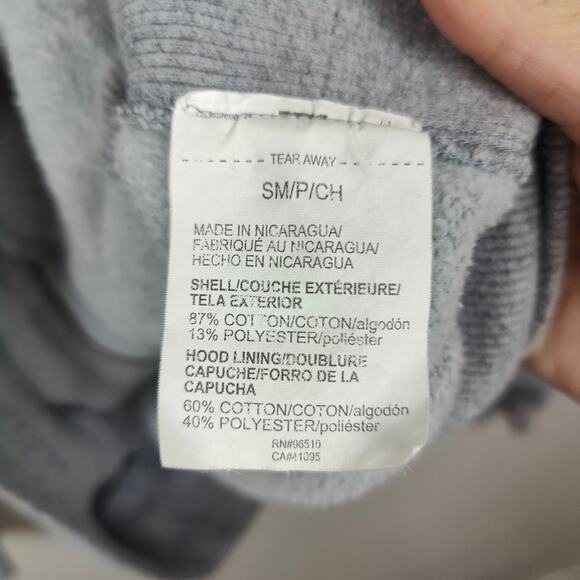 TEAR AWAY
SM/P/CH
MADE IN NICARAGUA/
FABRIQUÉ AU NICARAGUA/
HECHO EN NICARAGUA
SHELL/COUCHE EXTÉRIEURE/
TELA EXTERIOR
87% COTTON/COTON/algodón
13% POLYESTER/poliéster
HOOD LINING/DOUBLURE
CAPUCHE/FORRO DE LA
CAPUCHA
60% COTTON/COTON/algodón
40% POLYESTER/poliéster
RN#96510
CA#41095